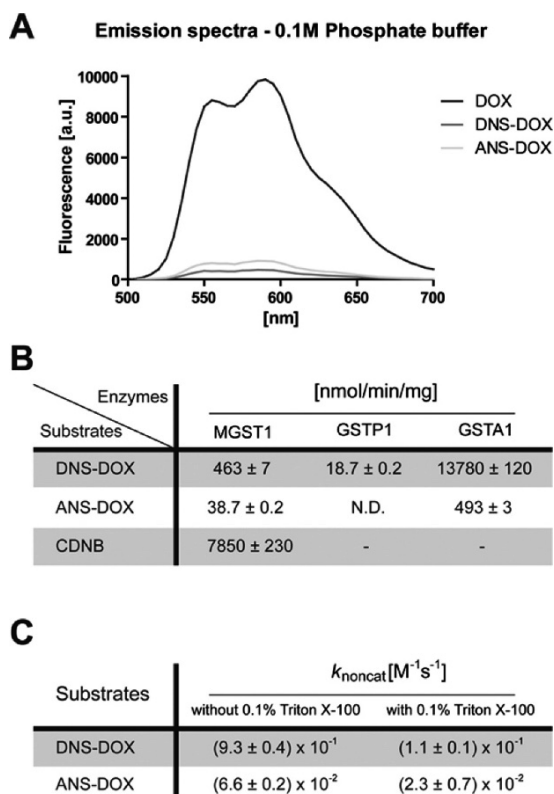 A
Emission spectra - 0.1M Phosphate buffer
Fluorescence [a.u.]
10000
8000
6000
4000
2000
0
500 550 600 650 700
[nm]
DOX
DNS-DOX
ANS-DOX
B
Enzymes
Substrates
[nmol/min/mg]
MGST1 GSTP1 GSTA1
DNS-DOX 463 ± 7 18.7 ± 0.2 13780 ± 120
ANS-DOX 38.7 ± 0.2 N.D. 493 ± 3
CDNB 7850 ± 230 - -
C
Substrates
knoncat[M⁻¹s⁻¹]
without 0.1% Triton X-100 with 0.1% Triton X-100
DNS-DOX (9.3 ± 0.4) x 10⁻¹ (1.1 ± 0.1) x 10⁻¹
ANS-DOX (6.6 ± 0.2) x 10⁻² (2.3 ± 0.7) x 10⁻²